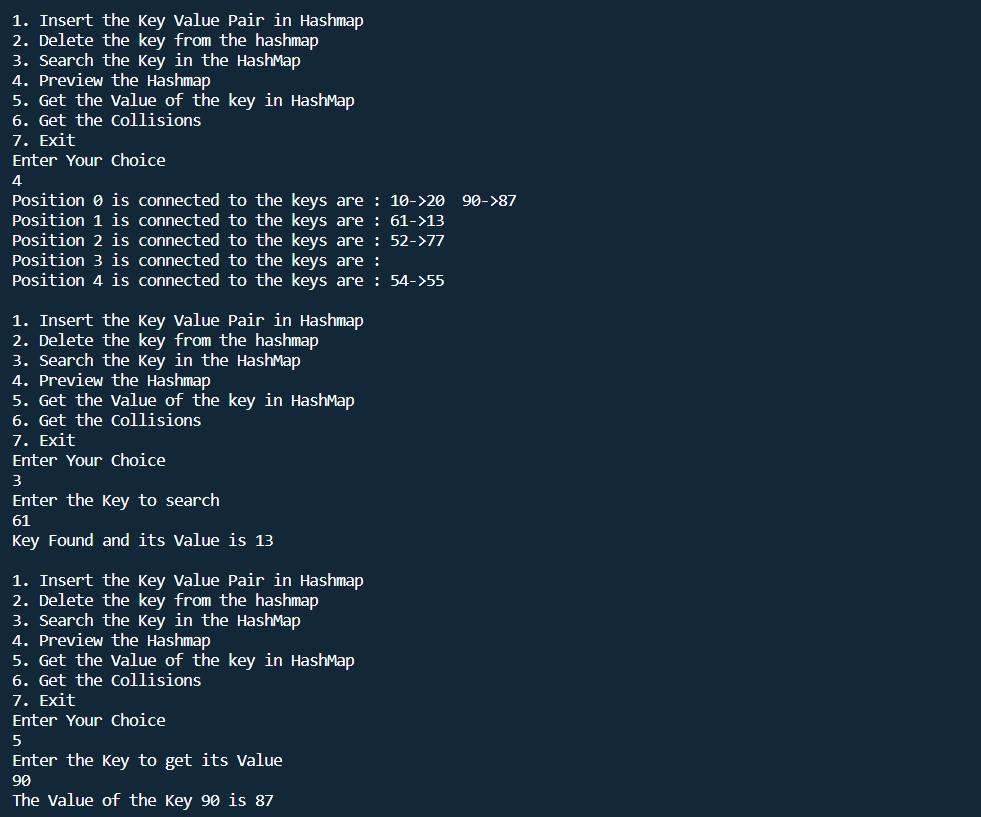 1. Insert the Key Value Pair in Hashmap
2. Delete the key from the hashmap
3. Search the Key in the HashMap
4. Preview the Hashmap
5. Get the Value of the key in HashMap
6. Get the Collisions
7. Exit
Enter Your Choice
4
Position 0 is connected to the keys are : 10->20  90->87
Position 1 is connected to the keys are : 61->13
Position 2 is connected to the keys are : 52->77
Position 3 is connected to the keys are :
Position 4 is connected to the keys are : 54->55
1. Insert the Key Value Pair in Hashmap
2. Delete the key from the hashmap
3. Search the Key in the HashMap
4. Preview the Hashmap
5. Get the Value of the key in HashMap
6. Get the Collisions
7. Exit
Enter Your Choice
3
Enter the Key to search
61
Key Found and its Value is 13
1. Insert the Key Value Pair in Hashmap
2. Delete the key from the hashmap
3. Search the Key in the HashMap
4. Preview the Hashmap
5. Get the Value of the key in HashMap
6. Get the Collisions
7. Exit
Enter Your Choice
5
Enter the Key to get its Value
90
The Value of the Key 90 is 87